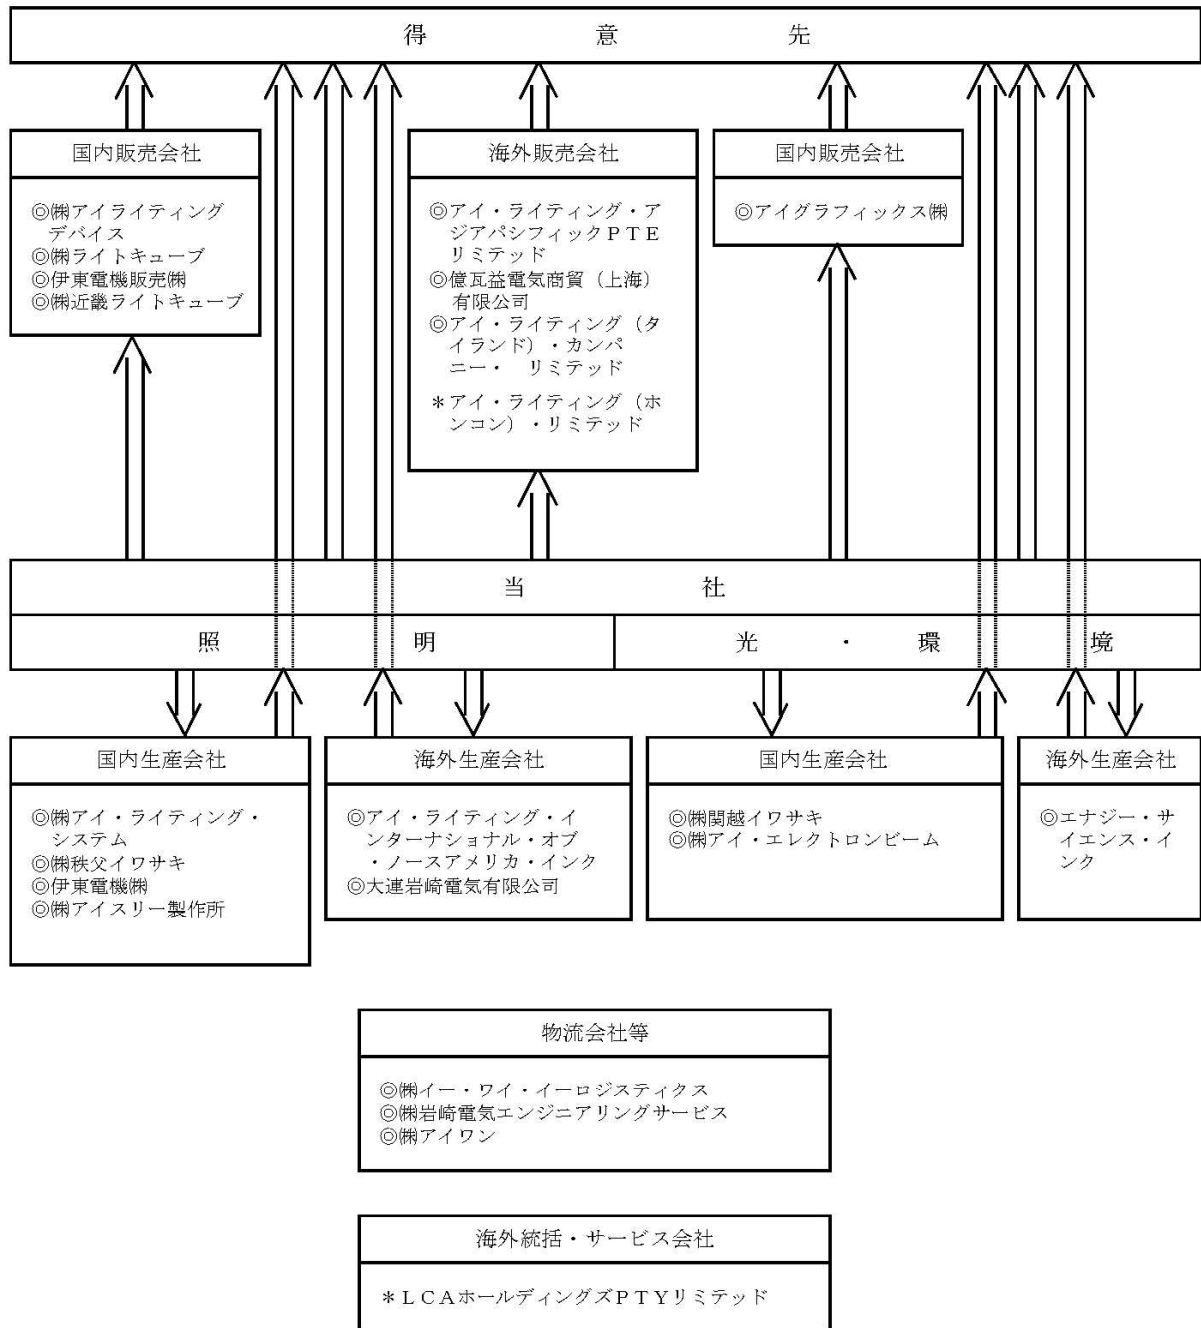 得意先
国内販売会社
◎㈱アイライティング
デバイス
◎㈱ライトキューブ
◎伊東電機販売㈱
◎㈱近畿ライトキューブ
海外販売会社
◎アイ・ライティング・ア
ジアパシフィックＰＴＥ
リミテッド
◎億瓦益電気商貿（上海）
有限公司
◎アイ・ライティング（タ
イランド）・カンパ
ニー・　リミテッド
＊アイ・ライティング（ホ
ンコン）・リミテッド
国内販売会社
◎アイグラフィックス㈱
当社
照明
光・環境
国内生産会社
◎㈱アイ・ライティング・
システム
◎㈱秩父イワサキ
◎伊東電機㈱
◎㈱アイスリー製作所
海外生産会社
◎アイ・ライティング・イ
ンターナショナル・オブ
・ノースアメリカ・インク
◎大連岩崎電気有限公司
国内生産会社
◎㈱関越イワサキ
◎㈱アイ・エレクトロンビーム
海外生産会社
◎エナジー・サ
イエンス・イ
ンク
物流会社等
◎㈱イー・ワイ・イーロジスティクス
◎㈱岩崎電気エンジニアリングサービス
◎㈱アイワン
海外統括・サービス会社
＊ＬＣＡホールディングズＰＴＹリミテッド